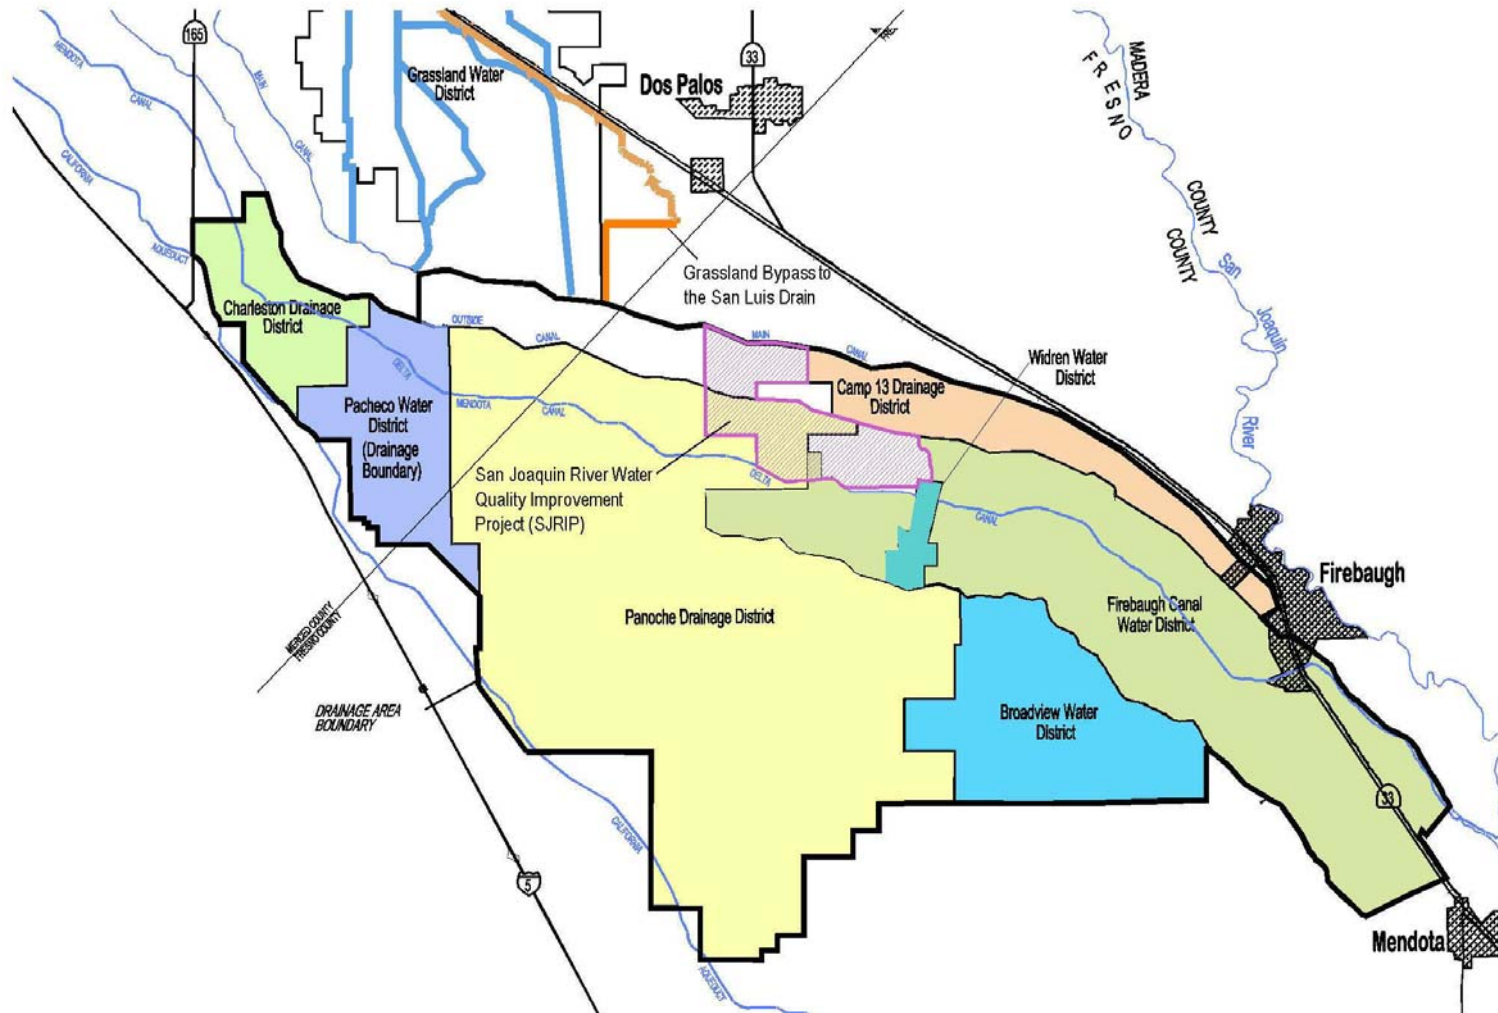 165
MENDOTA
CANAL
MAIN
CANAL
Grassland Water
District
33
Dos Palos
MADERA
FRESNO
COUNTY
COUNTY
San
Joaquin
River
CALIFORNIA
AQUEDUCT
Grassland Bypass to
the San Luis Drain
Charleston Drainage
District
OUTSIDE
CANAL
MAIN
CANAL
Widren Water
District
DELTA
MENDOTA
CANAL
Camp 13 Drainage
District
Pacheco Water
District
(Drainage
Boundary)
San Joaquin River Water
Quality Improvement
Project (SJRIP)
DELTA
CANAL
Firebaugh
Firebaugh Canal
Water District
Panoche Drainage District
MERCED COUNTY
FRESNO COUNTY
DRAINAGE AREA
BOUNDARY
Broadview Water
District
33
CALIFORNIA
5
Mendota
AQUEDUCT